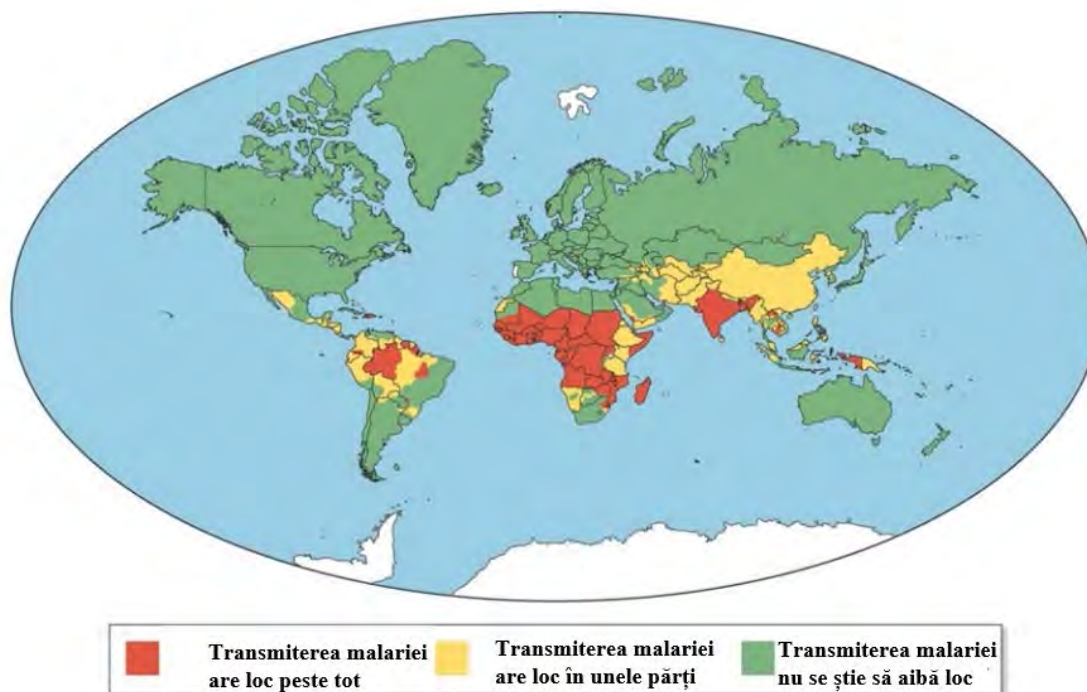 Transmiterea malariei
are loc peste tot
Transmiterea malariei
are loc în unele părți
Transmiterea malariei
nu se știe să aibă loc